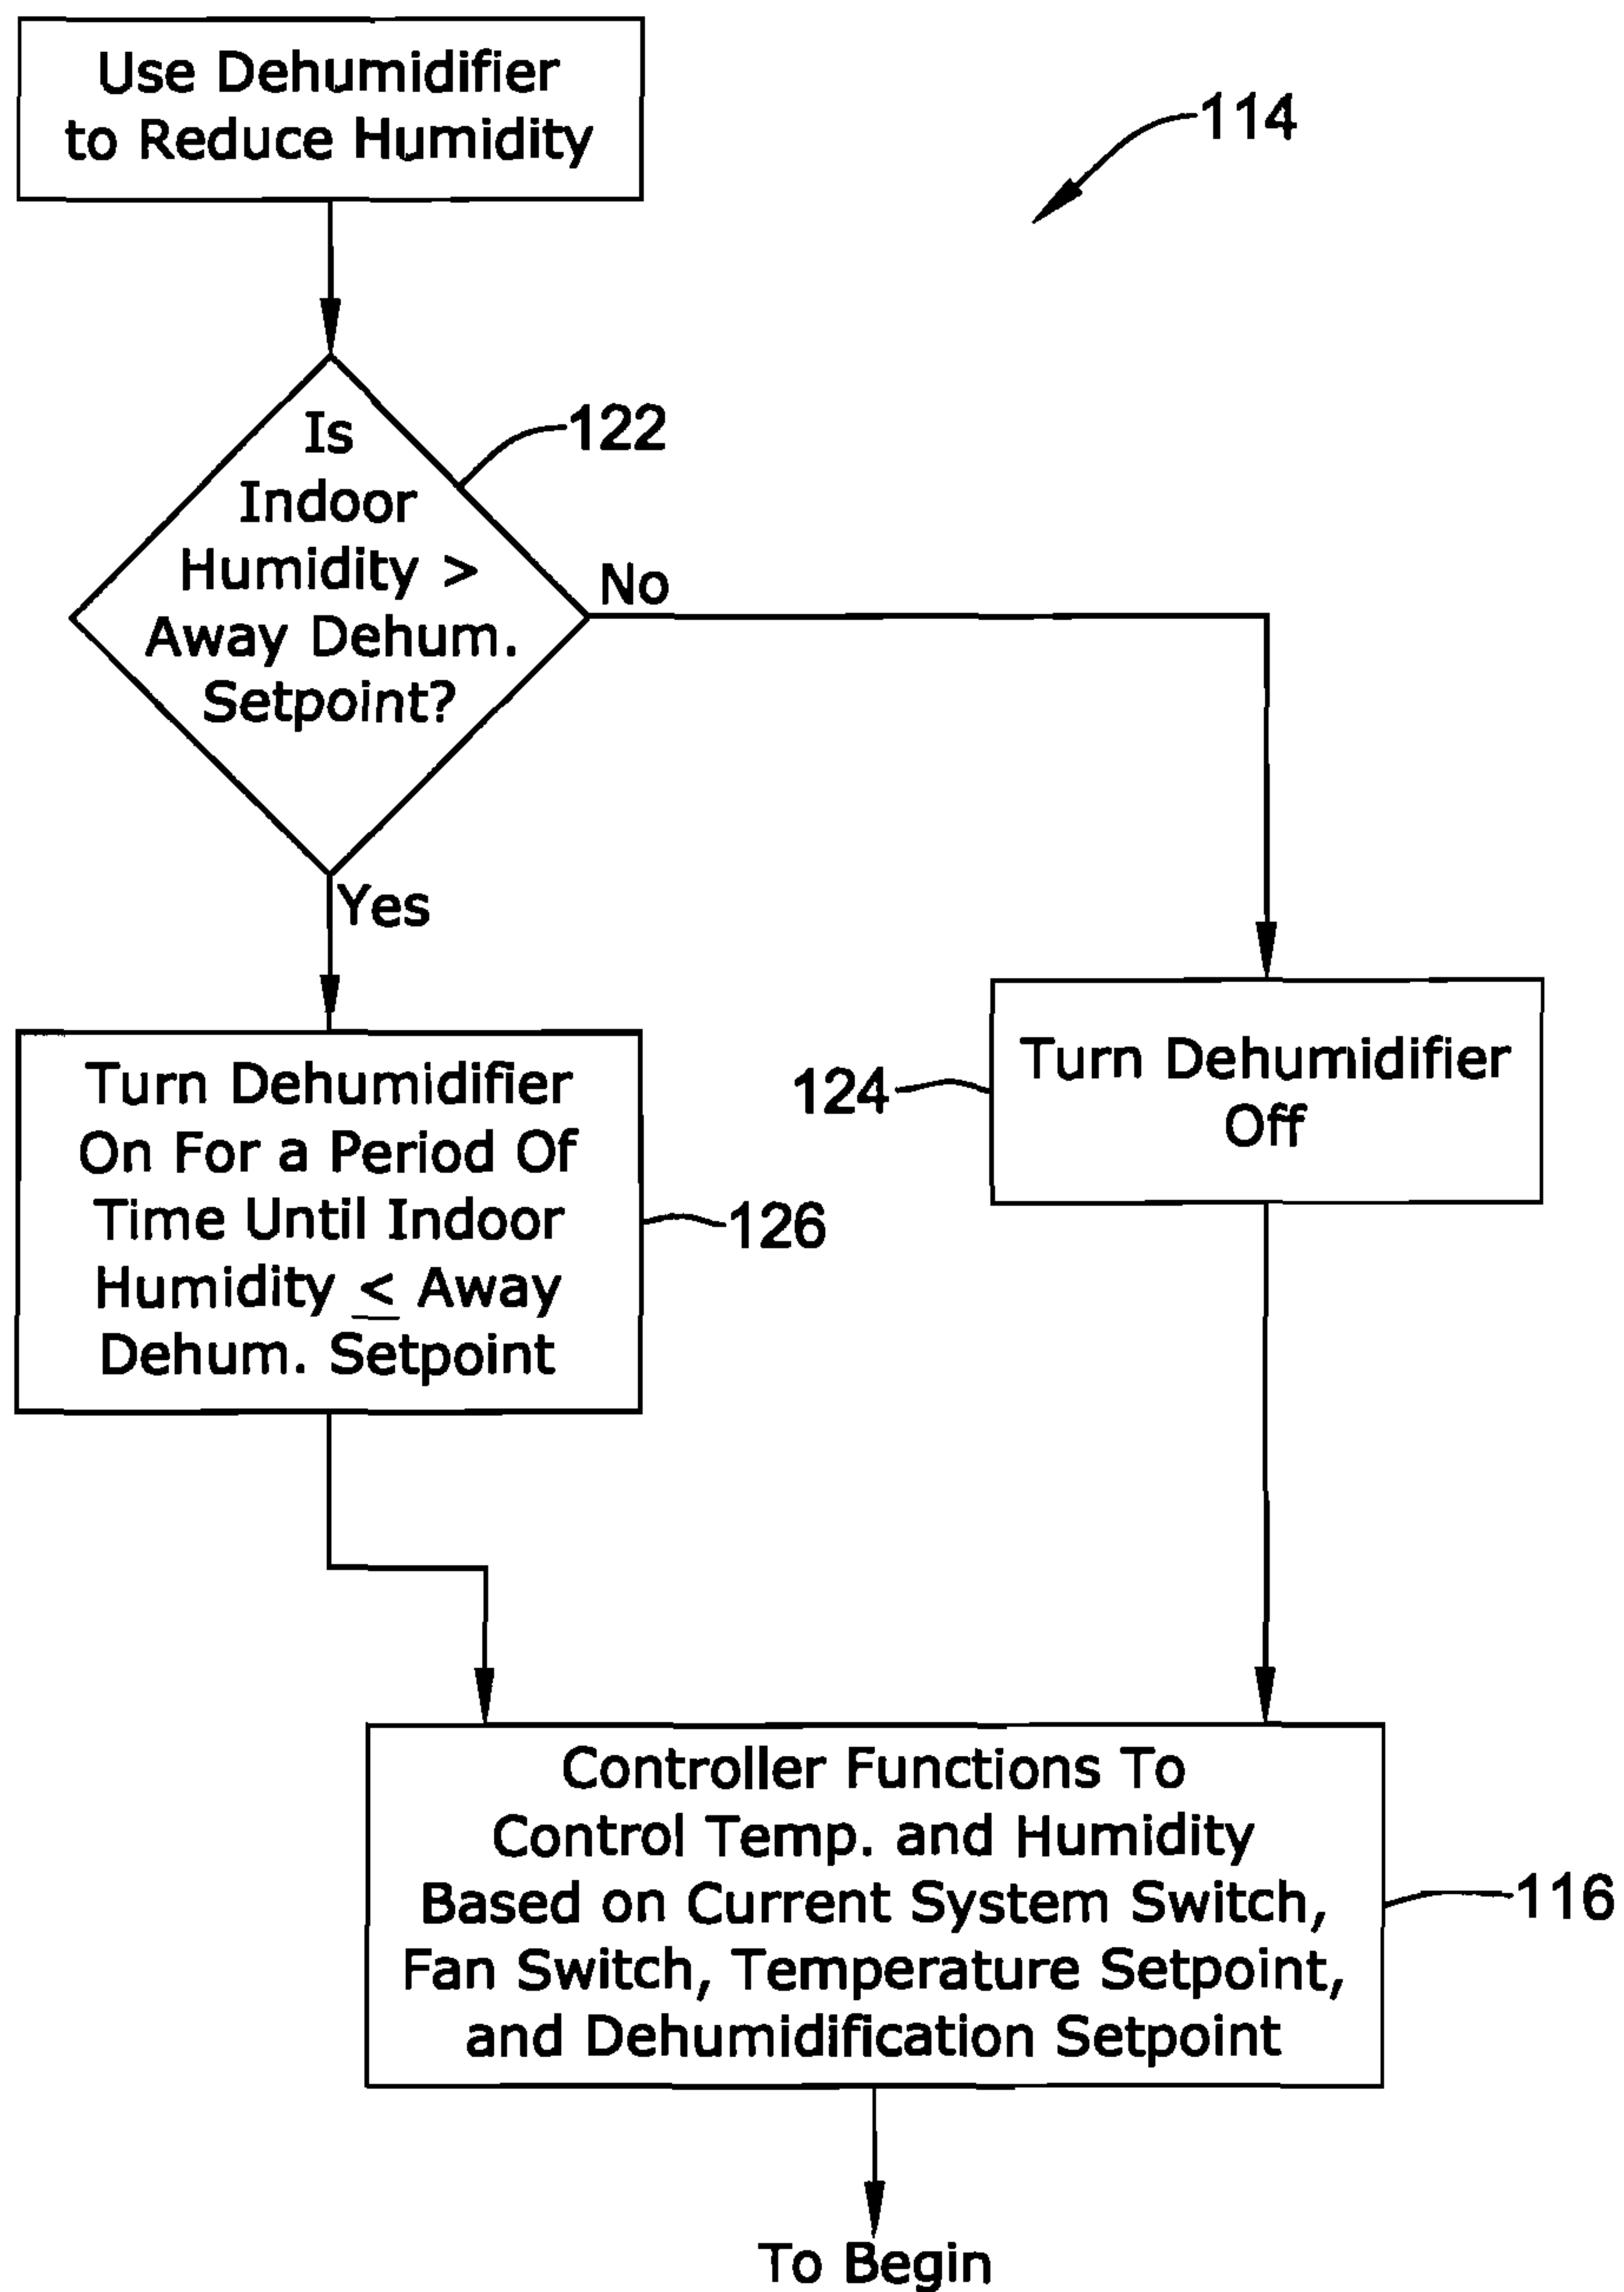 Use Dehumidifier
to Reduce Humidity
114
Is
Indoor
Humidity >
Away Dehum.
Setpoint?
122
No
Yes
Turn Dehumidifier
On For a Period Of
Time Until Indoor
Humidity ≤ Away
Dehum. Setpoint
126
124
Turn Dehumidifier
Off
Controller Functions To
Control Temp. and Humidity
Based on Current System Switch,
Fan Switch, Temperature Setpoint,
and Dehumidification Setpoint
116
To Begin